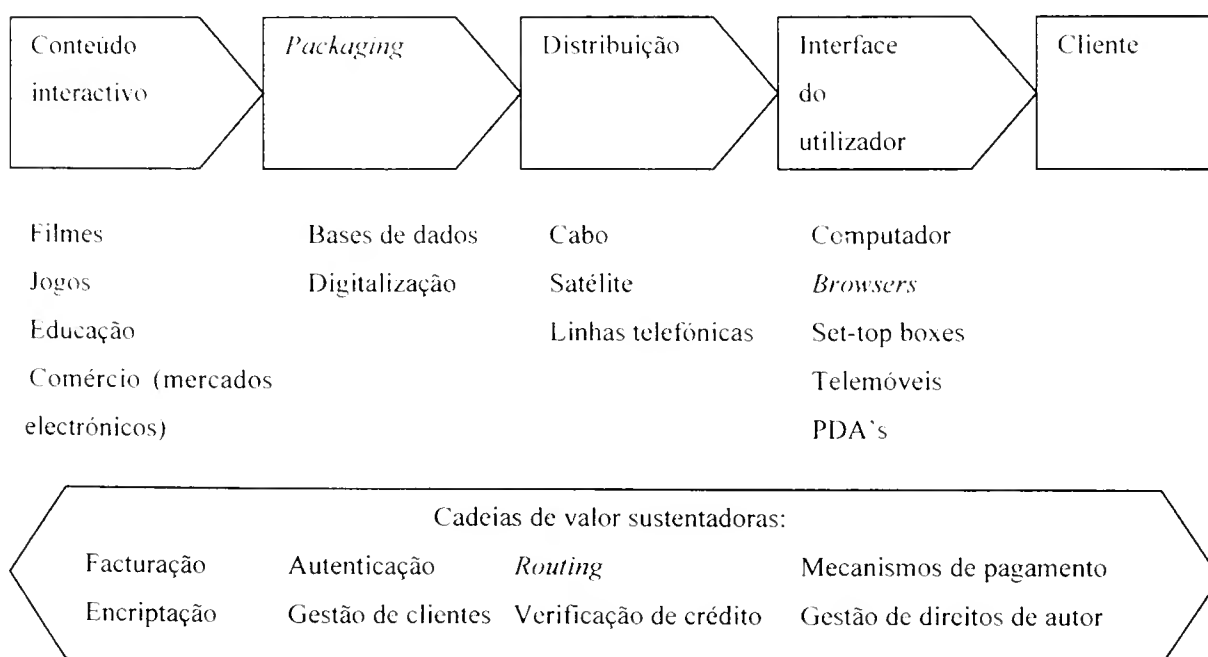 Conteúdo
interactivo
Packaging
Distribuição
Interface
do
utilizador
Cliente
Filmes
Jogos
Educação
Comércio (mercados
electrónicos)
Bases de dados
Digitalização
Cabo
Satélite
Linhas telefónicas
Computador
Browsers
Set-top boxes
Telemóveis
PDA`s
Cadeias de valor sustentadoras:
Facturação Autenticação Routing Mecanismos de pagamento
Encriptação Gestão de clientes Verificação de crédito Gestão de direitos de autor